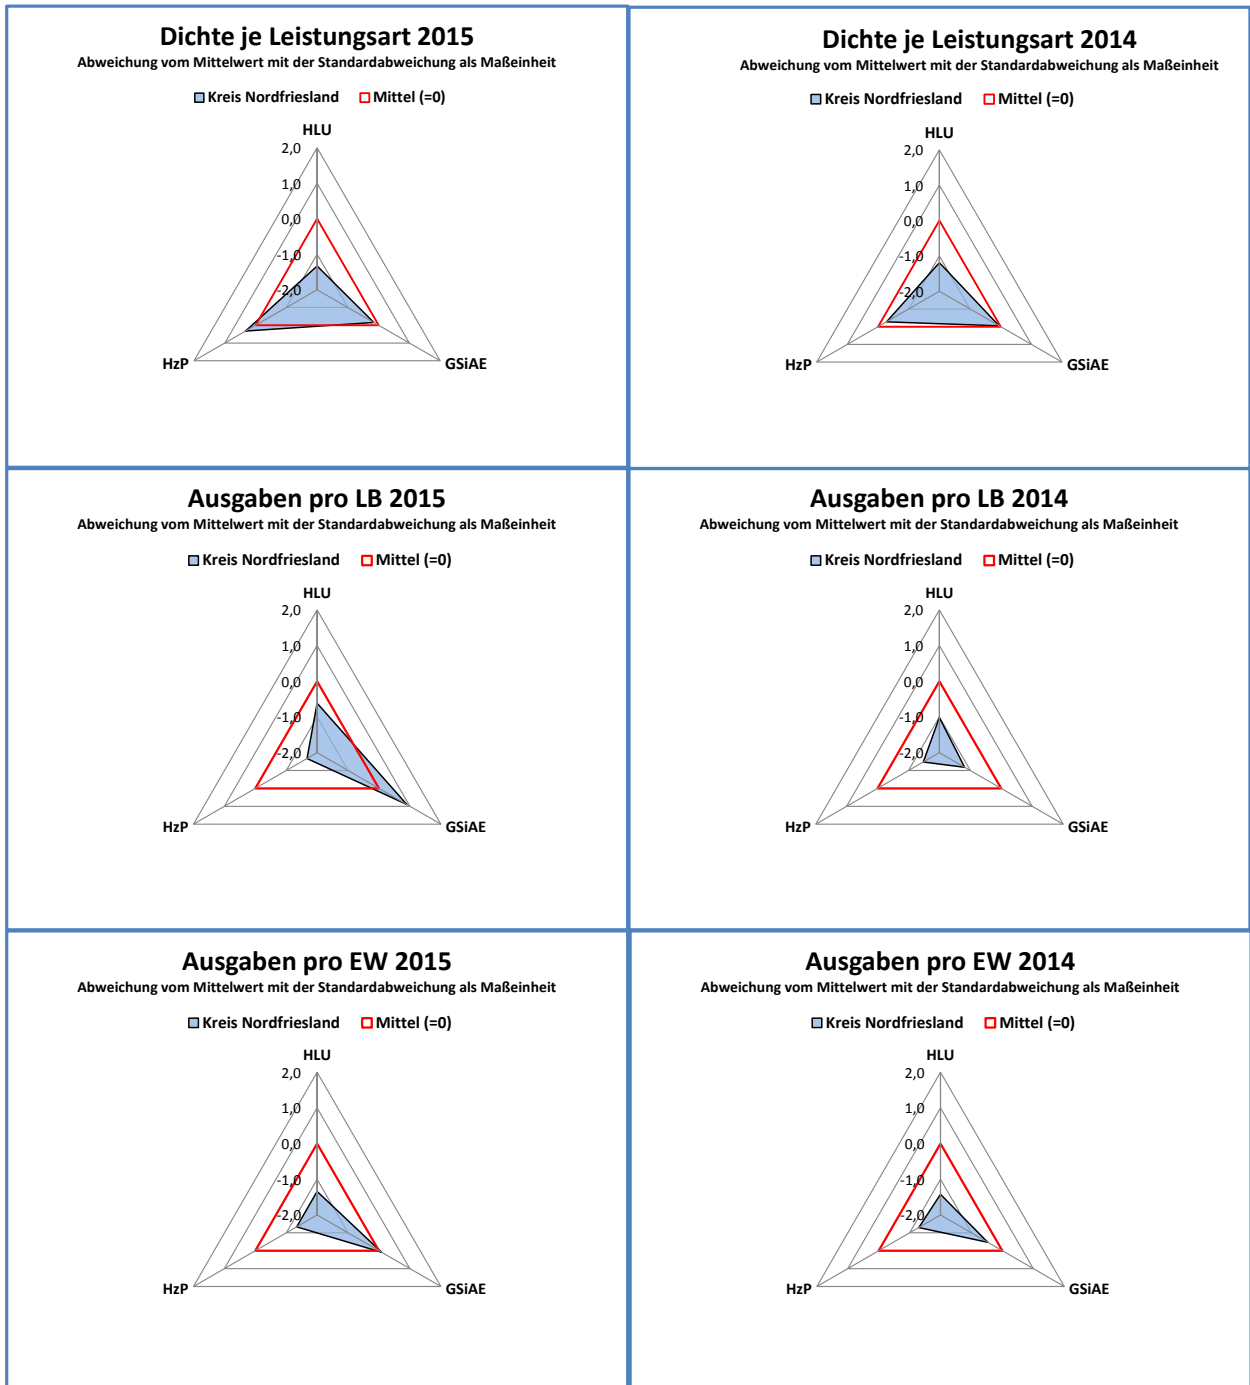 Dichte je Leistungsart 2015
Abweichung vom Mittelwert mit der Standardabweichung als Maßeinheit
Kreis Nordfriesland Mittel (=0)
HLU
2,0
1,0
0,0
-1,0
-2,0
HzP GSiAE
Dichte je Leistungsart 2014
Abweichung vom Mittelwert mit der Standardabweichung als Maßeinheit
Kreis Nordfriesland Mittel (=0)
HLU
2,0
1,0
0,0
-1,0
-2,0
HzP GSiAE
Ausgaben pro LB 2015
Abweichung vom Mittelwert mit der Standardabweichung als Maßeinheit
Kreis Nordfriesland Mittel (=0)
HLU
2,0
1,0
0,0
-1,0
-2,0
HzP GSiAE
Ausgaben pro LB 2014
Abweichung vom Mittelwert mit der Standardabweichung als Maßeinheit
Kreis Nordfriesland Mittel (=0)
HLU
2,0
1,0
0,0
-1,0
-2,0
HzP GSiAE
Ausgaben pro EW 2015
Abweichung vom Mittelwert mit der Standardabweichung als Maßeinheit
Kreis Nordfriesland Mittel (=0)
HLU
2,0
1,0
0,0
-1,0
-2,0
HzP GSiAE
Ausgaben pro EW 2014
Abweichung vom Mittelwert mit der Standardabweichung als Maßeinheit
Kreis Nordfriesland Mittel (=0)
HLU
2,0
1,0
0,0
-1,0
-2,0
HzP GSiAE